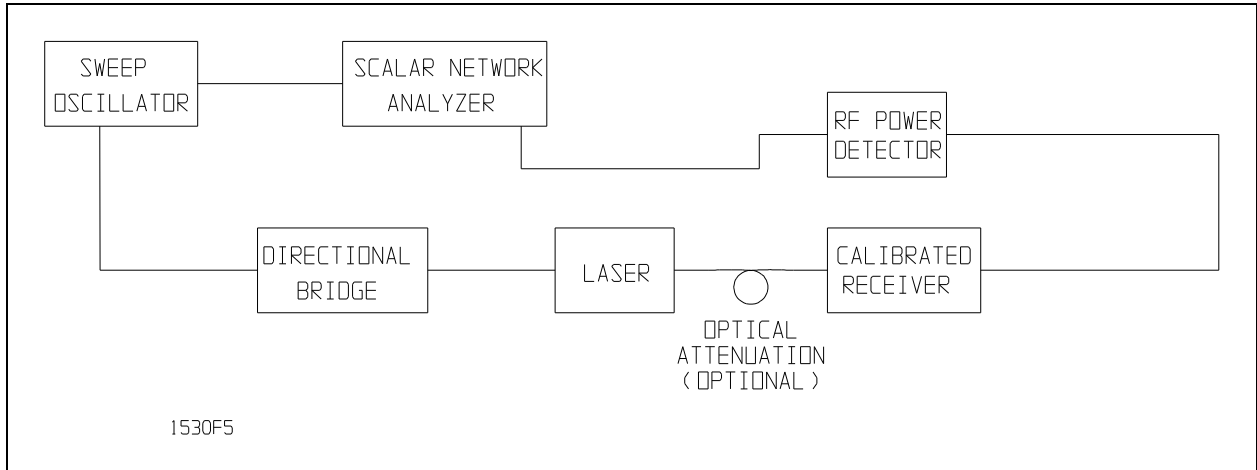 SWEEP
OSCILLATOR
SCALAR NETWORK
ANALYZER
RF POWER
DETECTOR
DIRECTIONAL
BRIDGE
LASER
CALIBRATED
RECEIVER
OPTICAL
ATTENUATION
(OPTIONAL)
1530F5